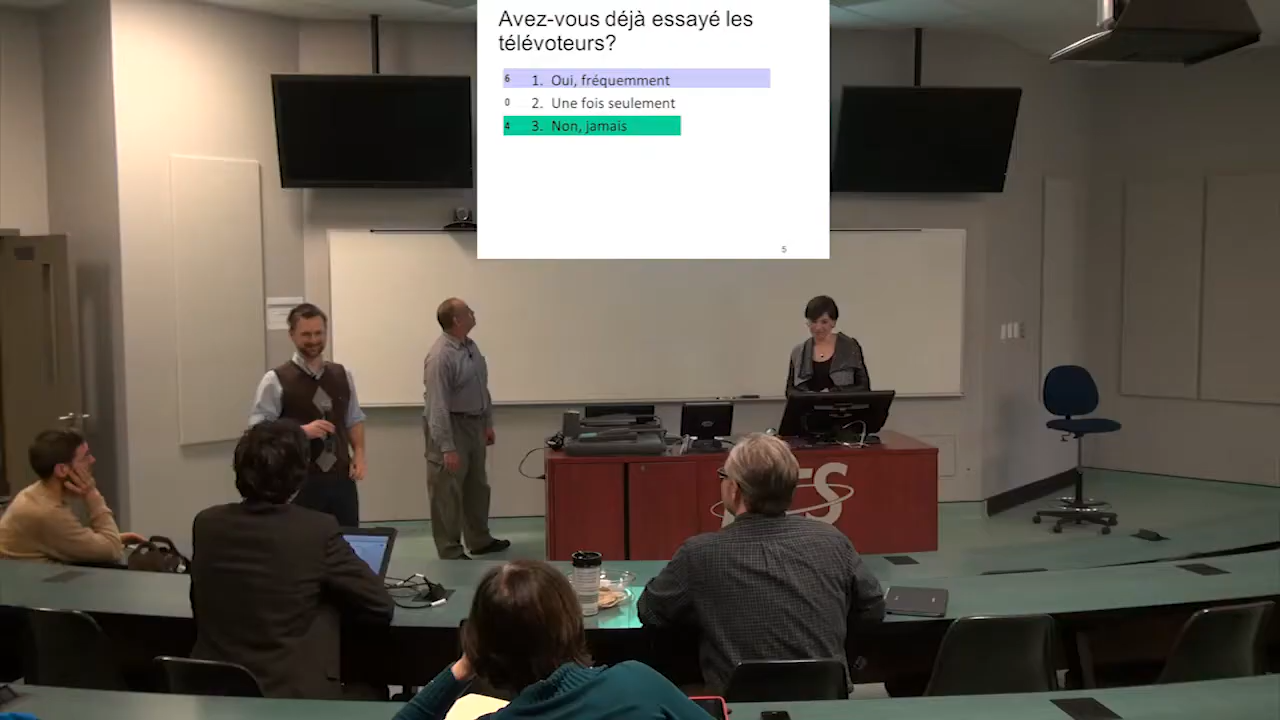 Avez-vous déjà essayé les
télévoteurs?
6 1. Oui, fréquemment
0 2. Une fois seulement
4 3. Non, jamais
5